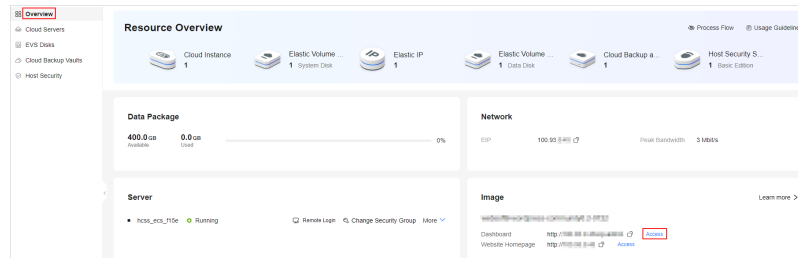 Overview
Cloud Servers
EVS Disks
Cloud Backup Vaults
Host Security
Resource Overview
Process Flow
Usage Guideline
Cloud Instance
1
Elastic Volume ...
1 System Disk
Elastic IP
1
Elastic Volume ...
1 Data Disk
Cloud Backup a...
1
Host Security S...
1 Basic Edition
Data Package
400.0 GB
Available
0.0 GB
Used
0%
Network
EIP 100.93
Peak Bandwidth 3 Mbit/s
Server
hcss_ecs_f15e Running Remote Login Change Security Group More
Image Learn more
Dashboard http:// Access
Website Homepage http:// Access